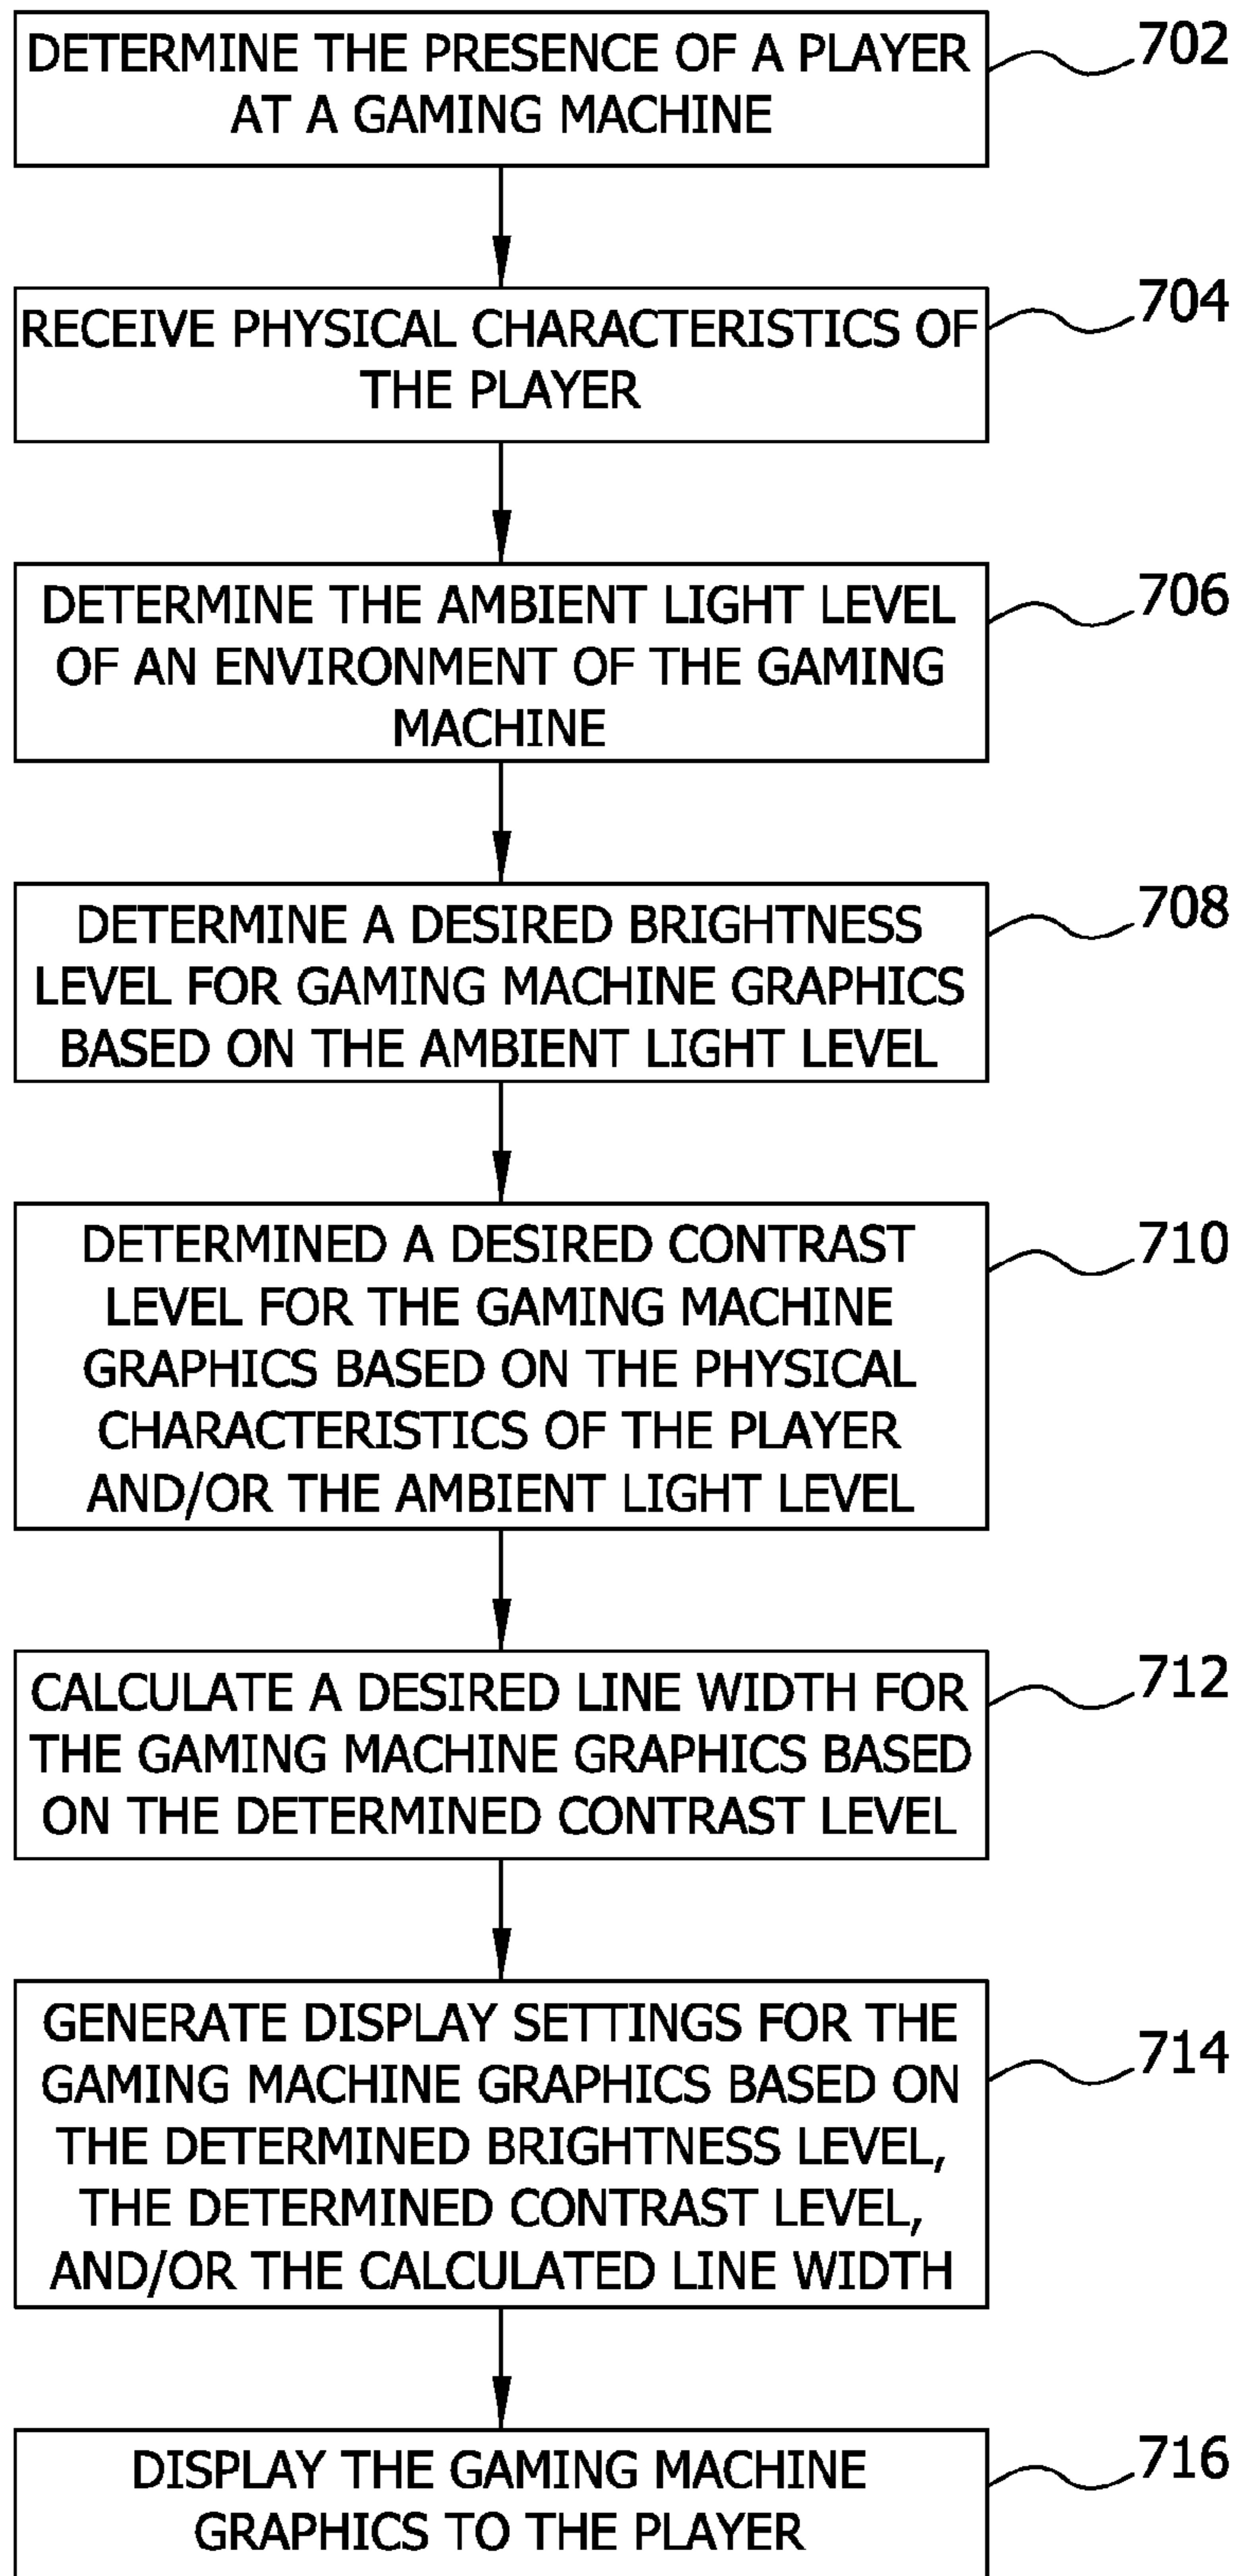 DETERMINE THE PRESENCE OF A PLAYER
AT A GAMING MACHINE
702
RECEIVE PHYSICAL CHARACTERISTICS OF
THE PLAYER
704
DETERMINE THE AMBIENT LIGHT LEVEL
OF AN ENVIRONMENT OF THE GAMING
MACHINE
706
DETERMINE A DESIRED BRIGHTNESS
LEVEL FOR GAMING MACHINE GRAPHICS
BASED ON THE AMBIENT LIGHT LEVEL
708
DETERMINED A DESIRED CONTRAST
LEVEL FOR THE GAMING MACHINE
GRAPHICS BASED ON THE PHYSICAL
CHARACTERISTICS OF THE PLAYER
AND/OR THE AMBIENT LIGHT LEVEL
710
CALCULATE A DESIRED LINE WIDTH FOR
THE GAMING MACHINE GRAPHICS BASED
ON THE DETERMINED CONTRAST LEVEL
712
GENERATE DISPLAY SETTINGS FOR THE
GAMING MACHINE GRAPHICS BASED ON
THE DETERMINED BRIGHTNESS LEVEL,
THE DETERMINED CONTRAST LEVEL,
AND/OR THE CALCULATED LINE WIDTH
714
DISPLAY THE GAMING MACHINE
GRAPHICS TO THE PLAYER
716